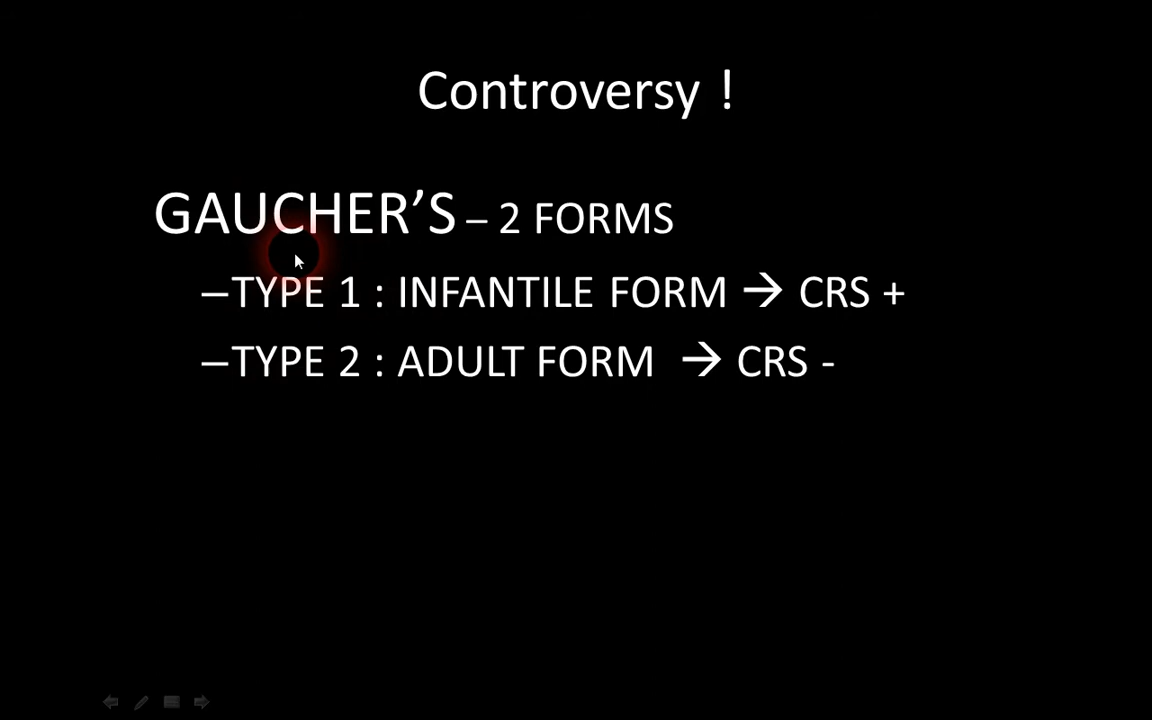 Controversy !
GAUCHER’S – 2 FORMS
–TYPE 1 : INFANTILE FORM → CRS +
–TYPE 2 : ADULT FORM → CRS -